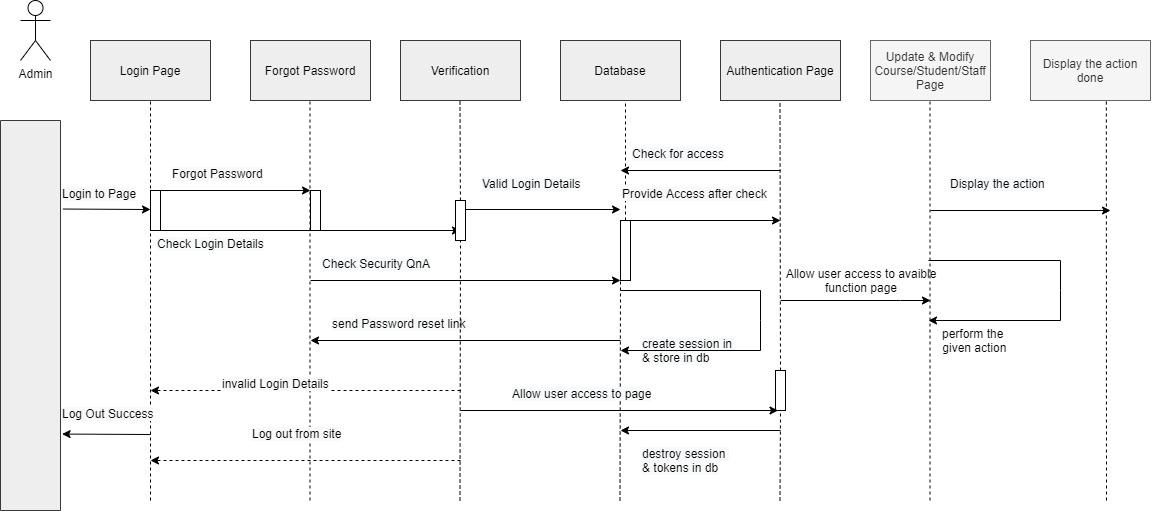 Admin
Login Page
Forgot Password
Verification
Database
Authentication Page
Update & Modify
Course/Student/Staff
Page
Display the action
done
Check for access
Forgot Password
Valid Login Details
Display the action
Login to Page
Provide Access after check
Check Login Details
Check Security QnA
Allow user access to avaible
function page
send Password reset link
perform the
given action
create session in
& store in db
invalid Login Details
Allow user access to page
Log Out Success
Log out from site
destroy session
& tokens in db